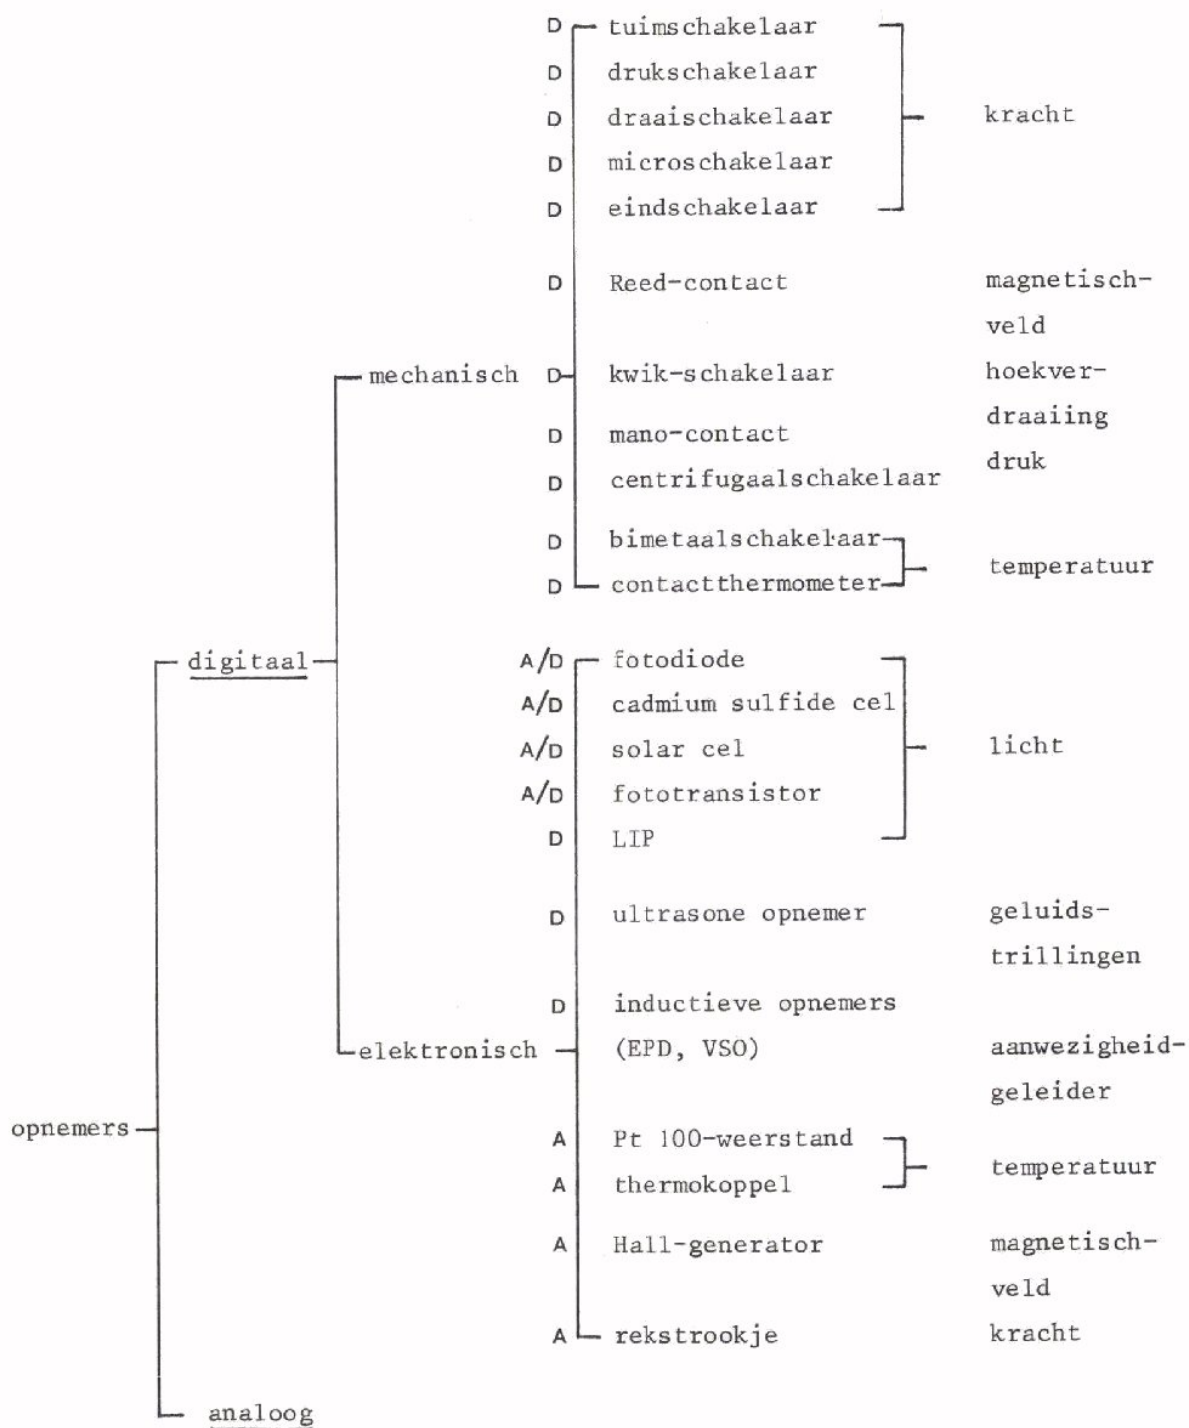 D tuimschakelaar
D drukschakelaar
D draaischakelaar kracht
D microschakelaar
D eindschakelaar
D Reed-contact magnetisch-
veld
mechanisch D kwik-schakelaar hoekver-
draaiing
D mano-contact
druk
D centrifugaalschakelaar
D bimetaalschakelaar
temperatuur
D contactthermometer
digitaal A/D fotodiode
A/D cadmium sulfide cel
A/D solar cel licht
A/D fototransistor
D LIP
D ultrasone opnemer geluids-
trillingen
D inductieve opnemers
elektronisch (EPD, VSO) aanwezigheid-
geleider
opnemers
A Pt 100-weerstand
temperatuur
A thermokoppel
A Hall-generator magnetisch-
veld
A rekstrookje kracht
analoog